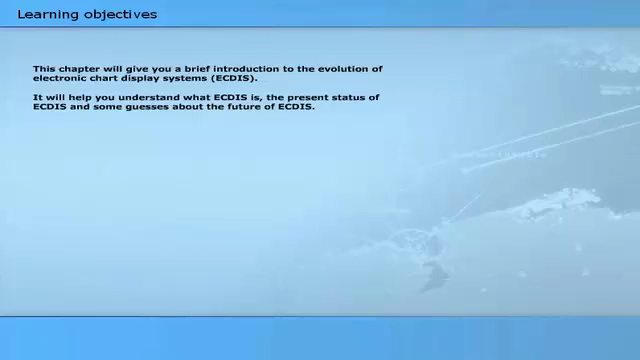 Learning objectives
This chapter will give you a brief introduction to the evolution of
electronic chart display systems (ECDIS).
It will help you understand what ECDIS is, the present status of
ECDIS and some guesses about the future of ECDIS.